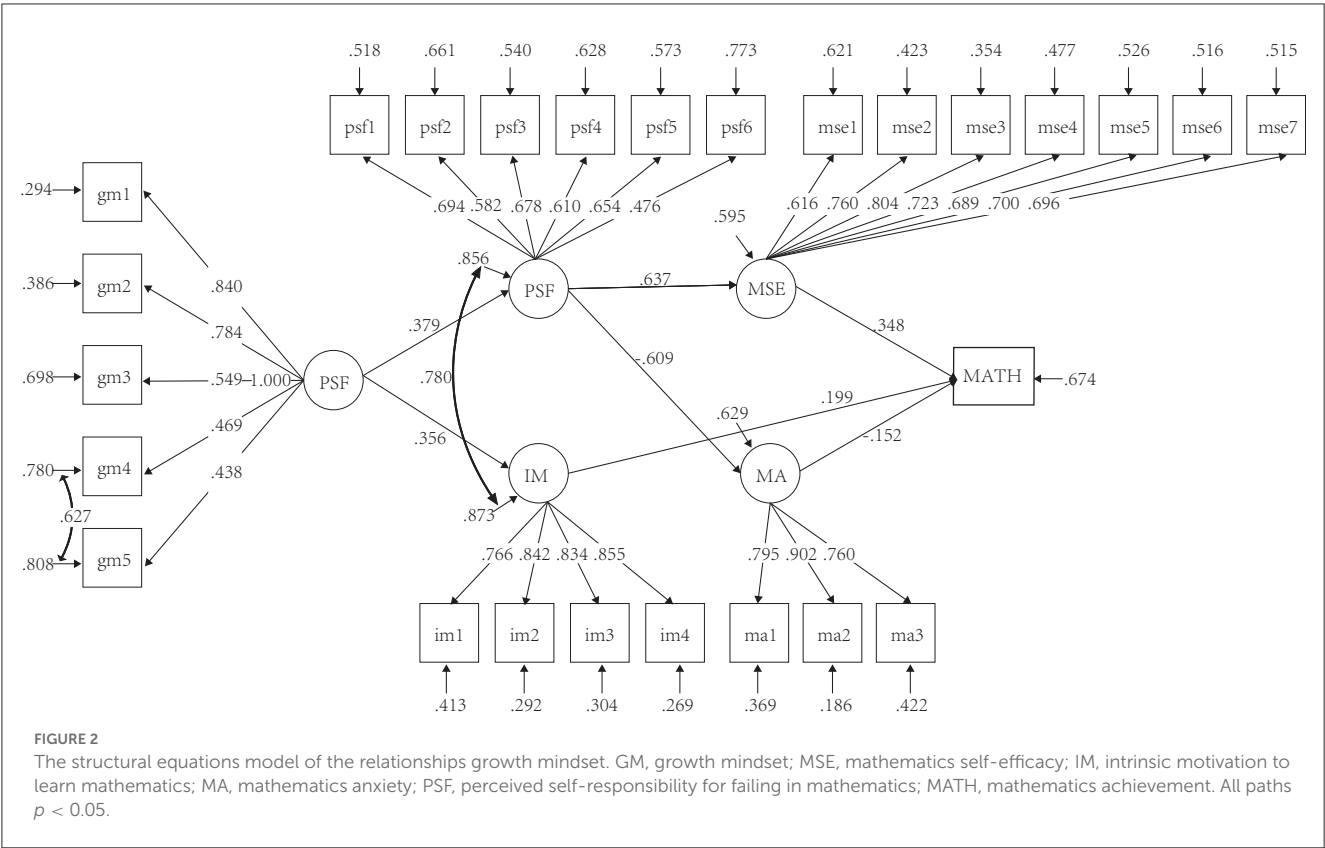 .518 .661 .540 .628 .573 .773 .621 .423 .354 .477 .526 .516 .515
psf1 psf2 psf3 psf4 psf5 psf6 mse1 mse2 mse3 mse4 mse5 mse6 mse7
.294 gm1
.694 .582 .678 .610 .654 .476 .616 .760 .804 .723 .689 .700 .696
.595
.856
.386 gm2 .840 PSF .637 MSE
.784 .379 .348
-.609
.698 gm3 .549 1.000 PSF .780 MATH .674
.199
.469 .356 .629 -.152
.780 gm4 .438 IM MA
.627 .873
.808 gm5 .766 .842 .834 .855 .795 .902 .760
im1 im2 im3 im4 ma1 ma2 ma3
.413 .292 .304 .269 .369 .186 .422
FIGURE 2
The structural equations model of the relationships growth mindset. GM, growth mindset; MSE, mathematics self-efficacy; IM, intrinsic motivation to
learn mathematics; MA, mathematics anxiety; PSF, perceived self-responsibility for failing in mathematics; MATH, mathematics achievement. All paths
p < 0.05.